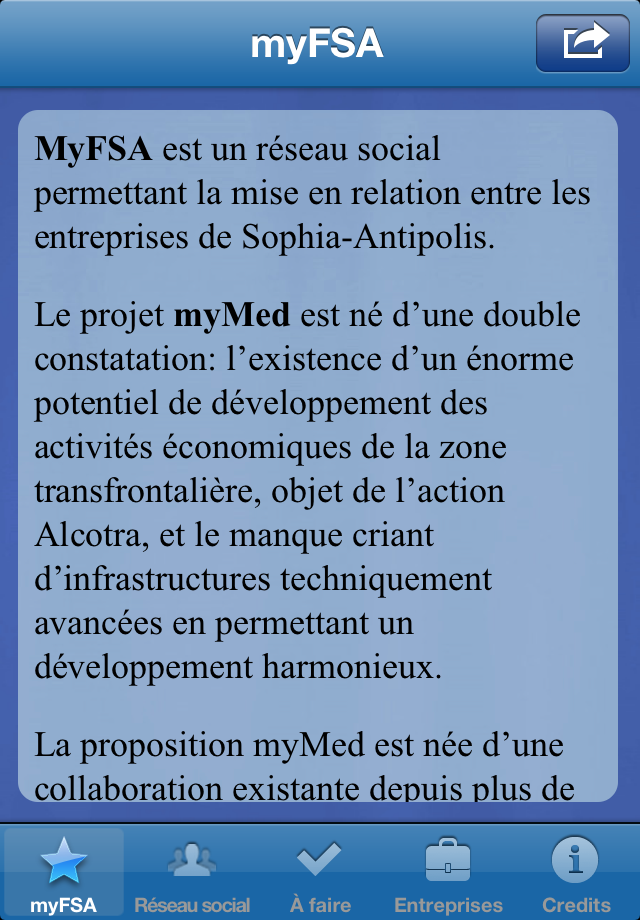 myFSA
MyFSA est un réseau social
permettant la mise en relation entre les
entreprises de Sophia-Antipolis.
Le projet myMed est né d’une double
constatation: l’existence d’un énorme
potentiel de développement des
activités économiques de la zone
transfrontalière, objet de l’action
Alcotra, et le manque criant
d’infrastructures techniquement
avancées en permettant un
développement harmonieux.
La proposition myMed est née d’une
collaboration existante depuis plus de
myFSA Réseau social À faire Entreprises Credits